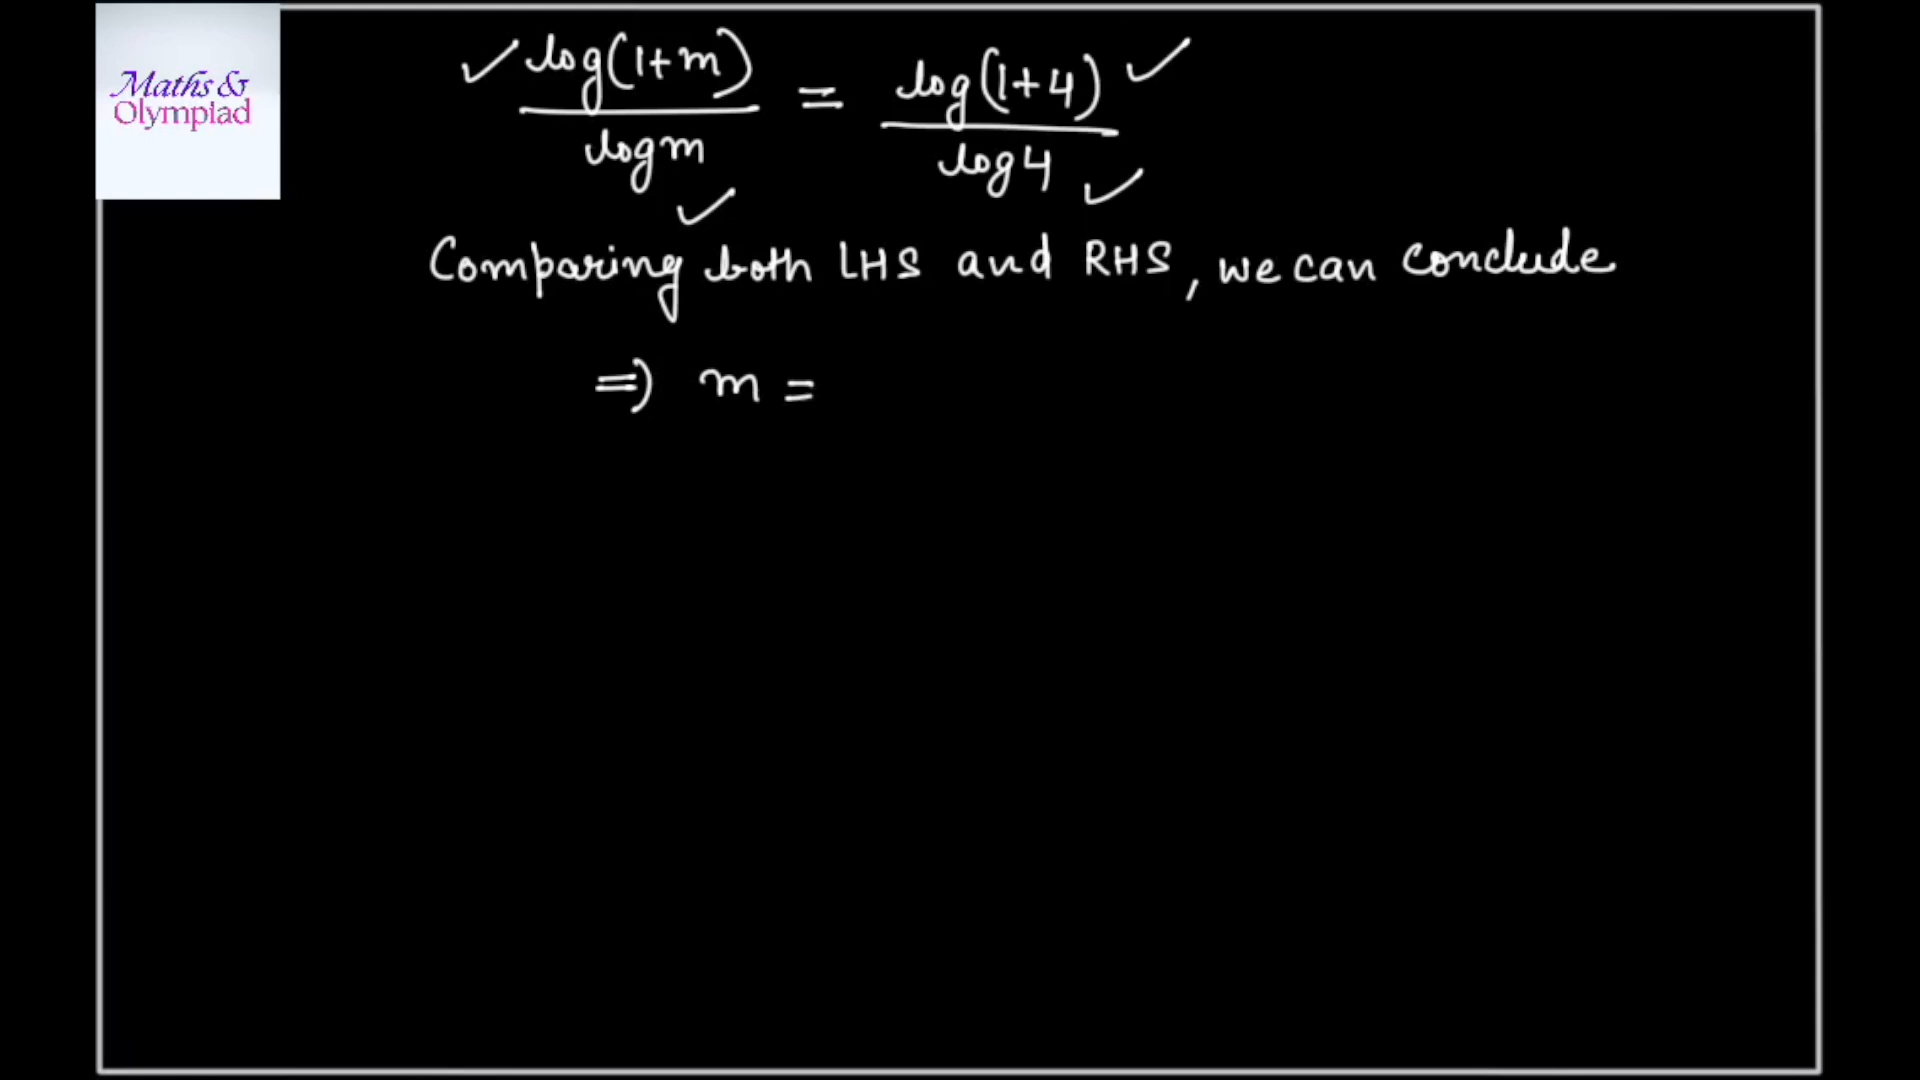 Maths &
Olympiad
✓ log(1+m) / log m ✓ = log(1+4) ✓ / log 4 ✓
Comparing both LHS and RHS, we can conclude
⇒ m =